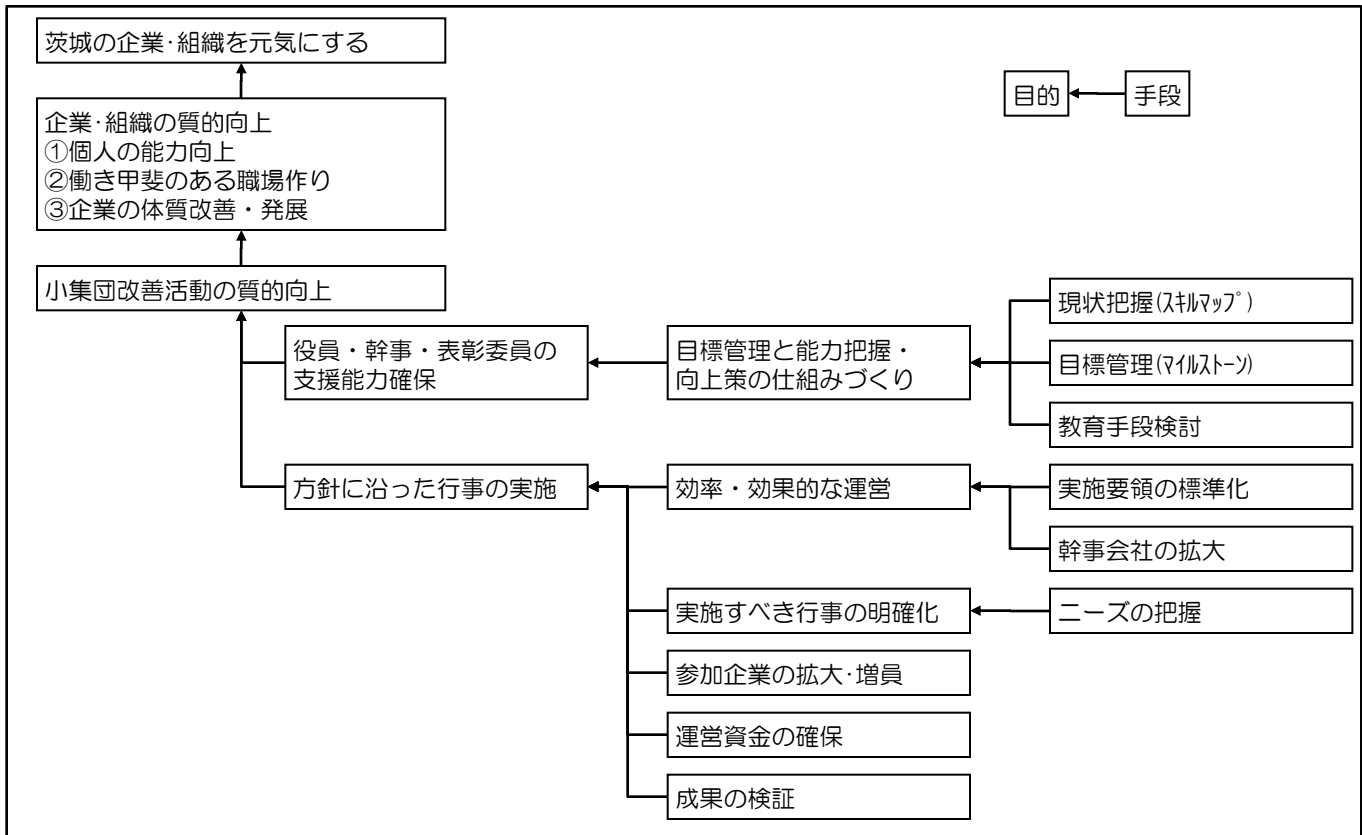 茨城の企業･組織を元気にする
目的
手段
企業･組織の質的向上
①個人の能力向上
②働き甲斐のある職場作り
③企業の体質改善・発展
小集団改善活動の質的向上
役員・幹事・表彰委員の
支援能力確保
目標管理と能力把握・
向上策の仕組みづくり
現状把握(ｽｷﾙﾏｯﾌﾟ)
目標管理(ﾏｲﾙｽﾄｰﾝ)
教育手段検討
方針に沿った行事の実施
効率・効果的な運営
実施要領の標準化
幹事会社の拡大
実施すべき行事の明確化
ニーズの把握
参加企業の拡大･増員
運営資金の確保
成果の検証